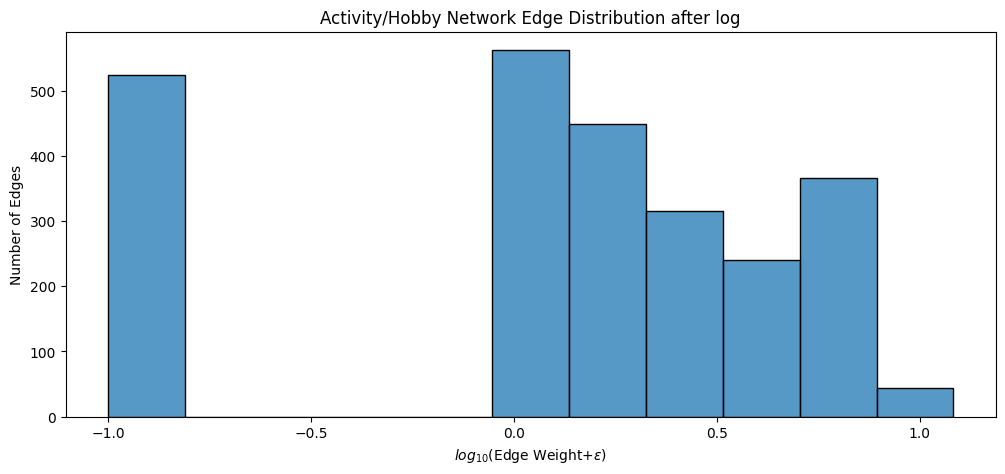 Activity/Hobby Network Edge Distribution after log
Number of Edges
500
400
300
200
100
0
−1.0 −0.5 0.0 0.5 1.0
log₁₀(Edge Weight+ε)